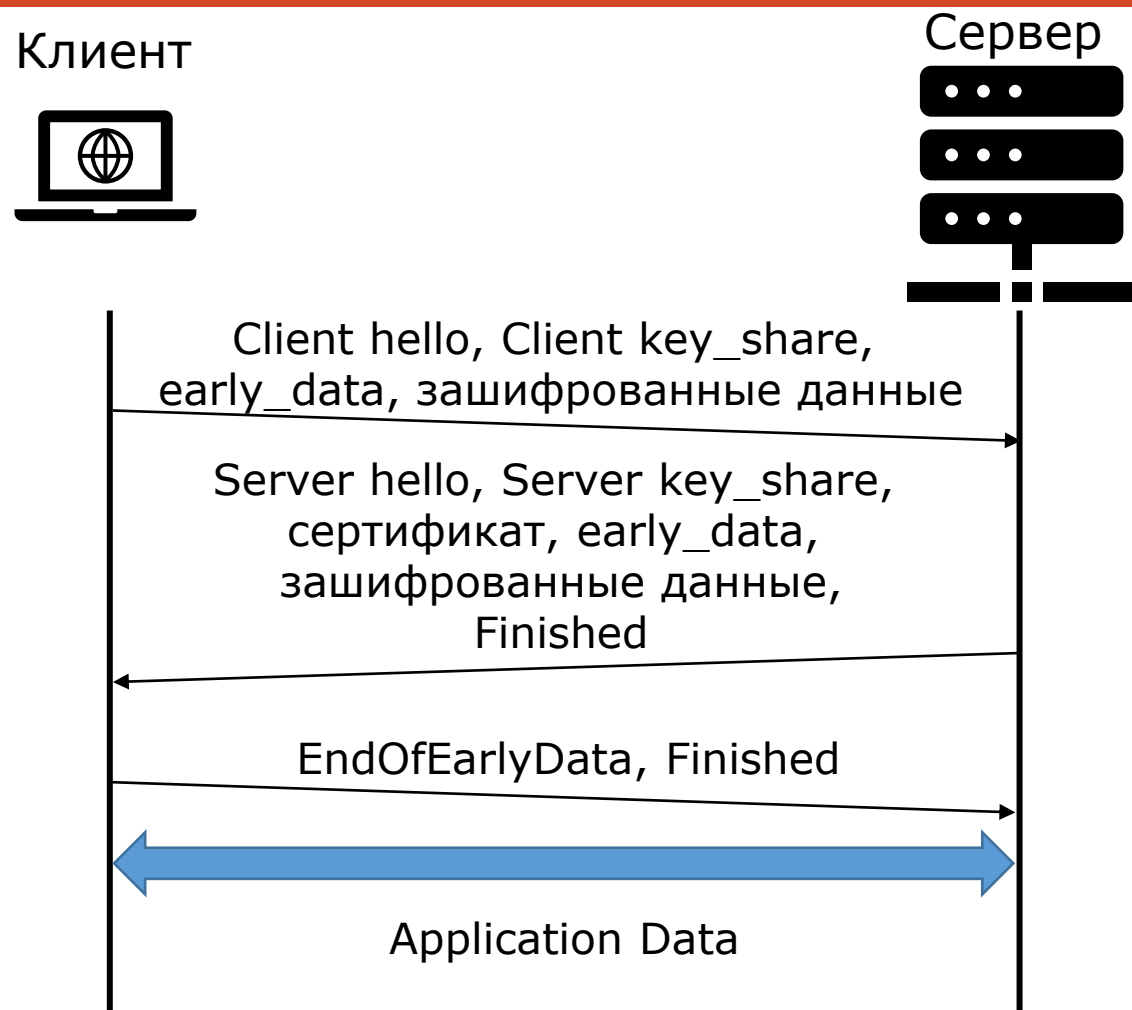 Клиент
Сервер
Client hello, Client key_share,
early_data, зашифрованные данные
Server hello, Server key_share,
сертификат, early_data,
зашифрованные данные,
Finished
EndOfEarlyData, Finished
Application Data